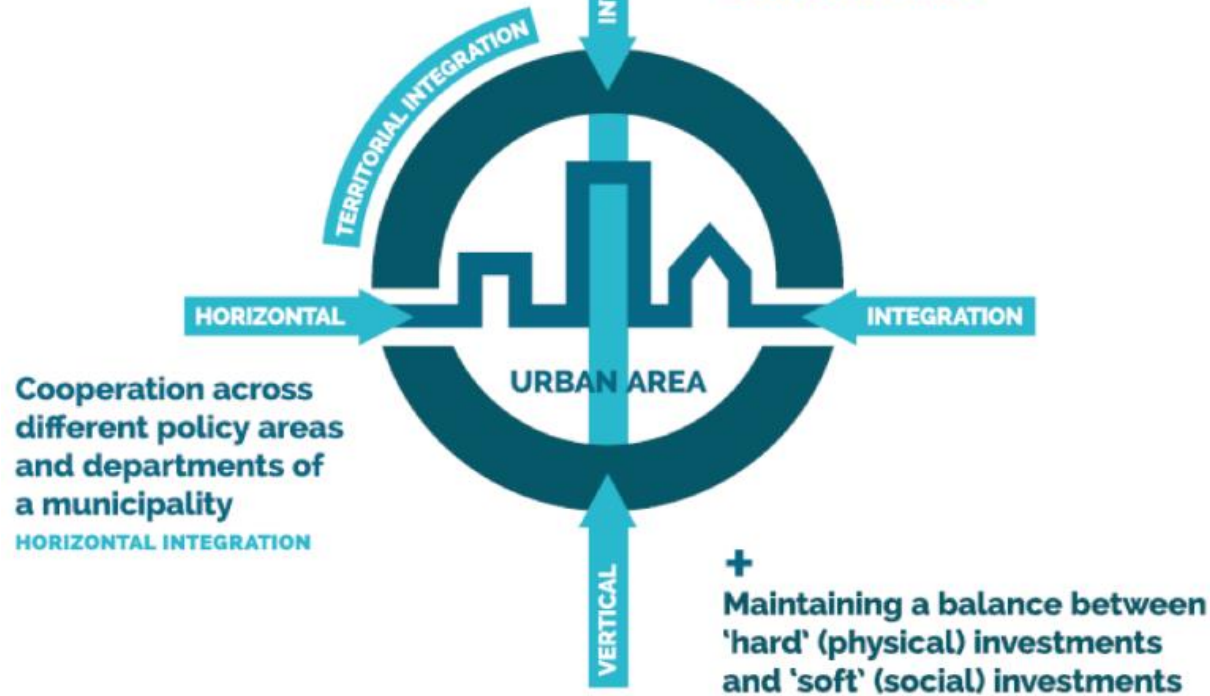 IN
TERRITORIAL INTEGRATION
HORIZONTAL
INTEGRATION
URBAN AREA
Cooperation across
different policy areas
and departments of
a municipality
HORIZONTAL INTEGRATION
VERTICAL
+
Maintaining a balance between
‘hard’ (physical) investments
and ‘soft’ (social) investments